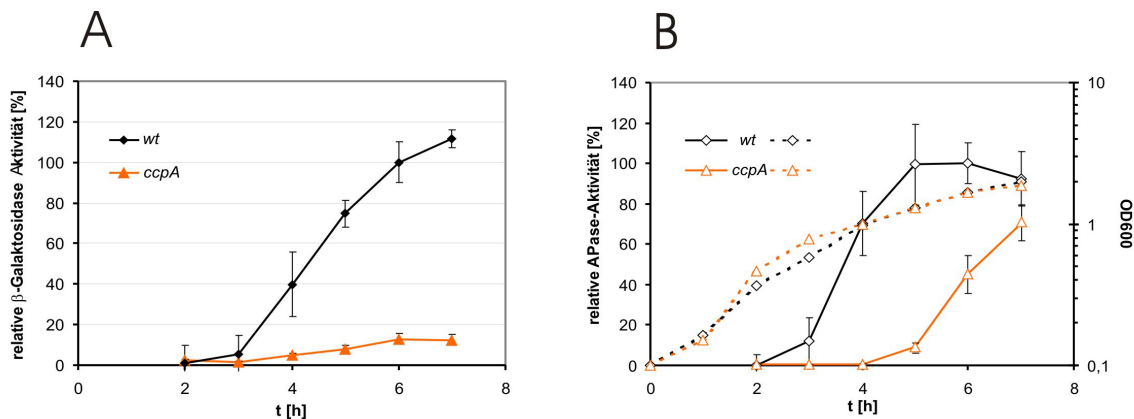 A
B
relative β-Galaktosidase Aktivität [%]
140
120
100
80
60
40
20
0
wt
ccpA
0
2
4
6
8
t [h]
relative APase-Aktivität [%]
140
120
100
80
60
40
20
0
wt
ccpA
10
1
0,1
OD600
0
2
4
6
8
t [h]